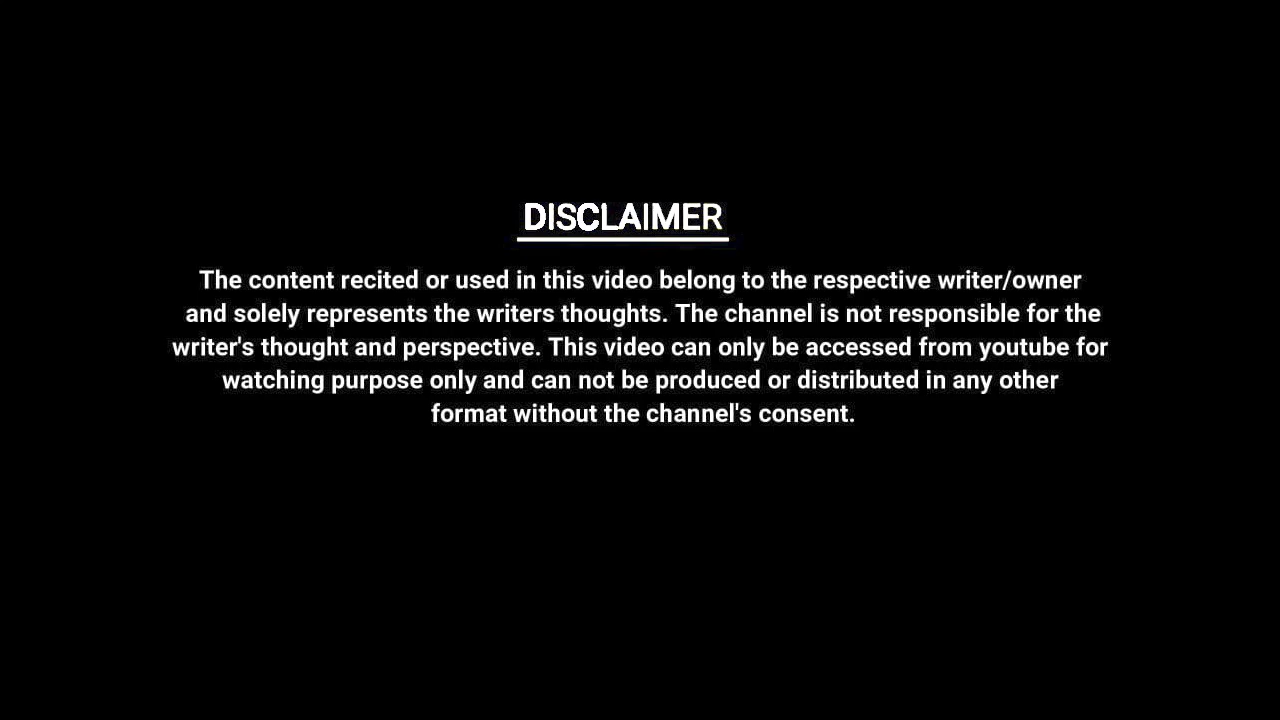 DISCLAIMER
The content recited or used in this video belong to the respective writer/owner
and solely represents the writers thoughts. The channel is not responsible for the
writer's thought and perspective. This video can only be accessed from youtube for
watching purpose only and can not be produced or distributed in any other
format without the channel's consent.